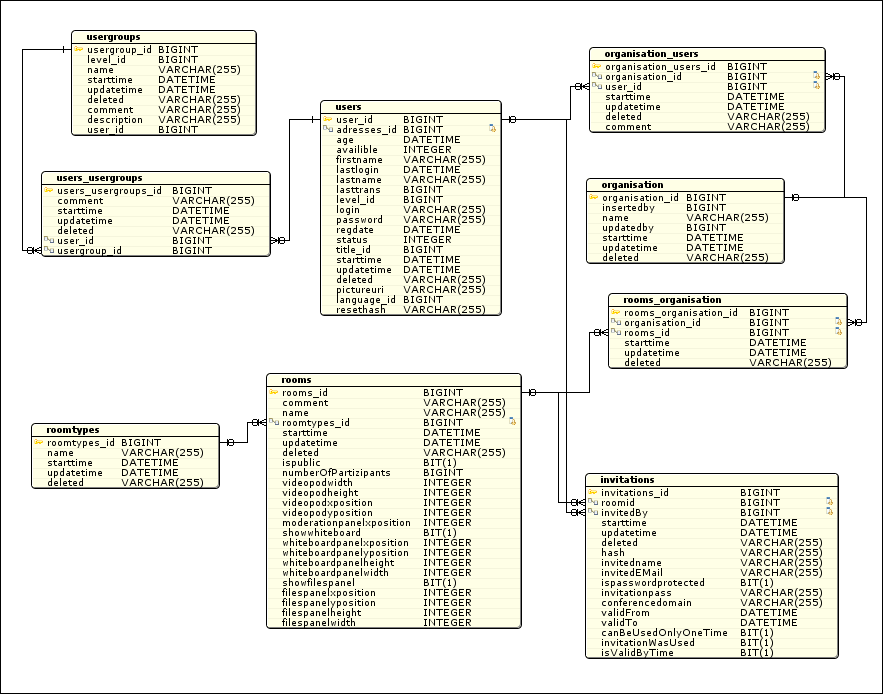 usergroups
usergroup_id BIGINT
level_id BIGINT
name VARCHAR(255)
starttime DATETIME
updatetime DATETIME
deleted VARCHAR(255)
comment VARCHAR(255)
description VARCHAR(255)
user_id BIGINT
users_usergroups
users_usergroups_id BIGINT
comment VARCHAR(255)
starttime DATETIME
updatetime DATETIME
deleted VARCHAR(255)
user_id BIGINT
usergroup_id BIGINT
users
user_id BIGINT
adresses_id BIGINT
age DATETIME
availible INTEGER
firstname VARCHAR(255)
lastlogin DATETIME
lastname VARCHAR(255)
lasttrans BIGINT
level_id BIGINT
login VARCHAR(255)
password VARCHAR(255)
regdate DATETIME
status INTEGER
title_id BIGINT
starttime DATETIME
updatetime DATETIME
deleted VARCHAR(255)
pictureuri VARCHAR(255)
language_id BIGINT
resethash VARCHAR(255)
organisation_users
organisation_users_id BIGINT
organisation_id BIGINT
user_id BIGINT
starttime DATETIME
updatetime DATETIME
deleted VARCHAR(255)
comment VARCHAR(255)
organisation
organisation_id BIGINT
insertedby BIGINT
name VARCHAR(255)
updatedby BIGINT
starttime DATETIME
updatetime DATETIME
deleted VARCHAR(255)
rooms_organisation
rooms_organisation_id BIGINT
organisation_id BIGINT
rooms_id BIGINT
starttime DATETIME
updatetime DATETIME
deleted VARCHAR(255)
roomtypes
roomtypes_id BIGINT
name VARCHAR(255)
starttime DATETIME
updatetime DATETIME
deleted VARCHAR(255)
rooms
rooms_id BIGINT
comment VARCHAR(255)
name VARCHAR(255)
roomtypes_id BIGINT
starttime DATETIME
updatetime DATETIME
deleted VARCHAR(255)
ispublic BIT(1)
numberOfPartizipants BIGINT
videopodwidth INTEGER
videopodheight INTEGER
videopodxposition INTEGER
videopodyposition INTEGER
moderationpanelxposition INTEGER
showwhiteboard BIT(1)
whiteboardpanelxposition INTEGER
whiteboardpanelyposition INTEGER
whiteboardpanelheight INTEGER
whiteboardpanelwidth INTEGER
showfilespanel BIT(1)
filespanelxposition INTEGER
filespanelyposition INTEGER
filespanelheight INTEGER
filespanelwidth INTEGER
invitations
invitations_id BIGINT
roomid BIGINT
invitedBy BIGINT
starttime DATETIME
updatetime DATETIME
deleted VARCHAR(255)
hash VARCHAR(255)
invitedname VARCHAR(255)
invitedEMail VARCHAR(255)
ispasswordprotected BIT(1)
invitationpass VARCHAR(255)
conferencedomain VARCHAR(255)
validFrom DATETIME
validTo DATETIME
canBeUsedOnlyOneTime BIT(1)
invitationWasUsed BIT(1)
isValidByTime BIT(1)